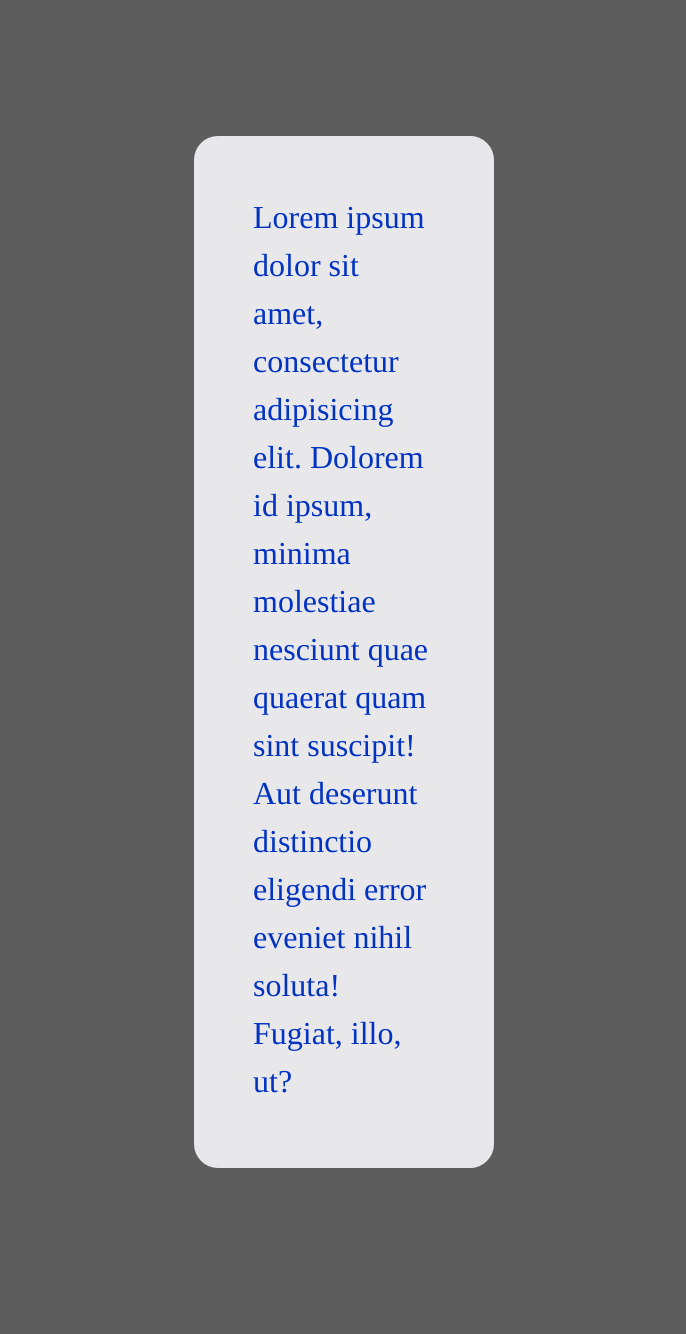 Lorem ipsum
dolor sit
amet,
consectetur
adipisicing
elit. Dolorem
id ipsum,
minima
molestiae
nesciunt quae
quaerat quam
sint suscipit!
Aut deserunt
distinctio
eligendi error
eveniet nihil
soluta!
Fugiat, illo,
ut?